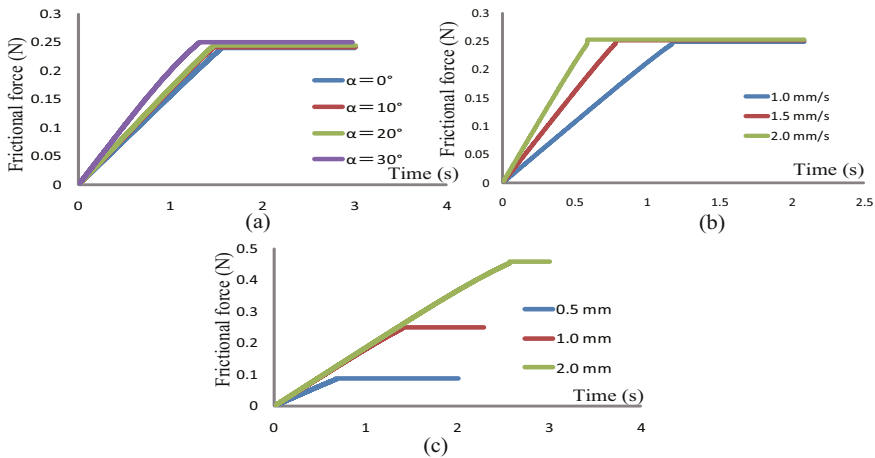 Frictional force (N)
0.3
0.25
0.2
0.15
0.1
0.05
0
0
1
2
3
4
Time (s)
α＝0°
α＝10°
α＝20°
α＝30°
(a)
Frictional force (N)
0.3
0.25
0.2
0.15
0.1
0.05
0
0
0.5
1
1.5
2
2.5
Time (s)
1.0 mm/s
1.5 mm/s
2.0 mm/s
(b)
Frictional force (N)
0.5
0.4
0.3
0.2
0.1
0
0
1
2
3
4
Time (s)
0.5 mm
1.0 mm
2.0 mm
(c)